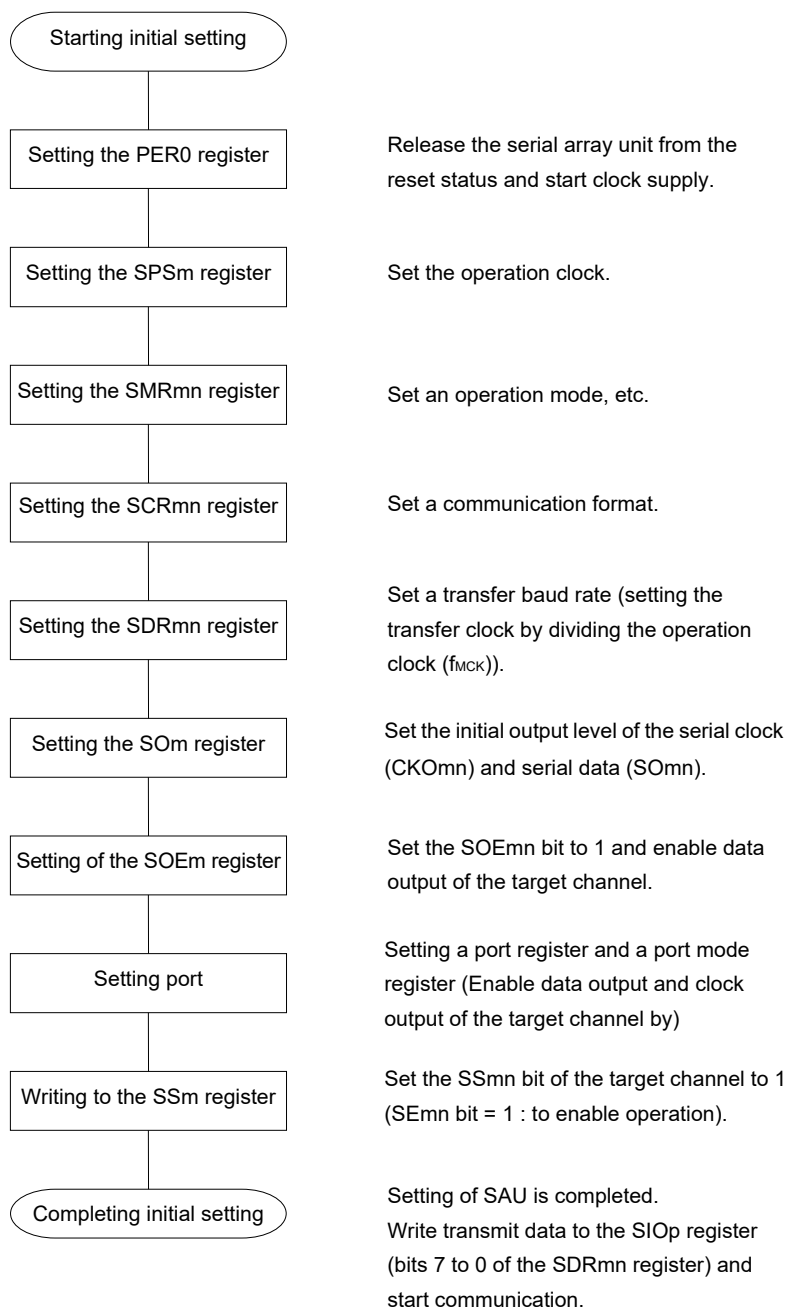 Starting initial setting
Setting the PER0 register
Release the serial array unit from the
reset status and start clock supply.
Setting the SPSm register
Set the operation clock.
Setting the SMRmn register
Set an operation mode, etc.
Setting the SCRmn register
Set a communication format.
Setting the SDRmn register
Set a transfer baud rate (setting the
transfer clock by dividing the operation
clock (fMCK)).
Setting the SOm register
Set the initial output level of the serial clock
(CKOmn) and serial data (SOmn).
Setting of the SOEm register
Set the SOEmn bit to 1 and enable data
output of the target channel.
Setting port
Setting a port register and a port mode
register (Enable data output and clock
output of the target channel by)
Writing to the SSm register
Set the SSmn bit of the target channel to 1
(SEmn bit = 1 : to enable operation).
Completing initial setting
Setting of SAU is completed.
Write transmit data to the SIOp register
(bits 7 to 0 of the SDRmn register) and
start communication.